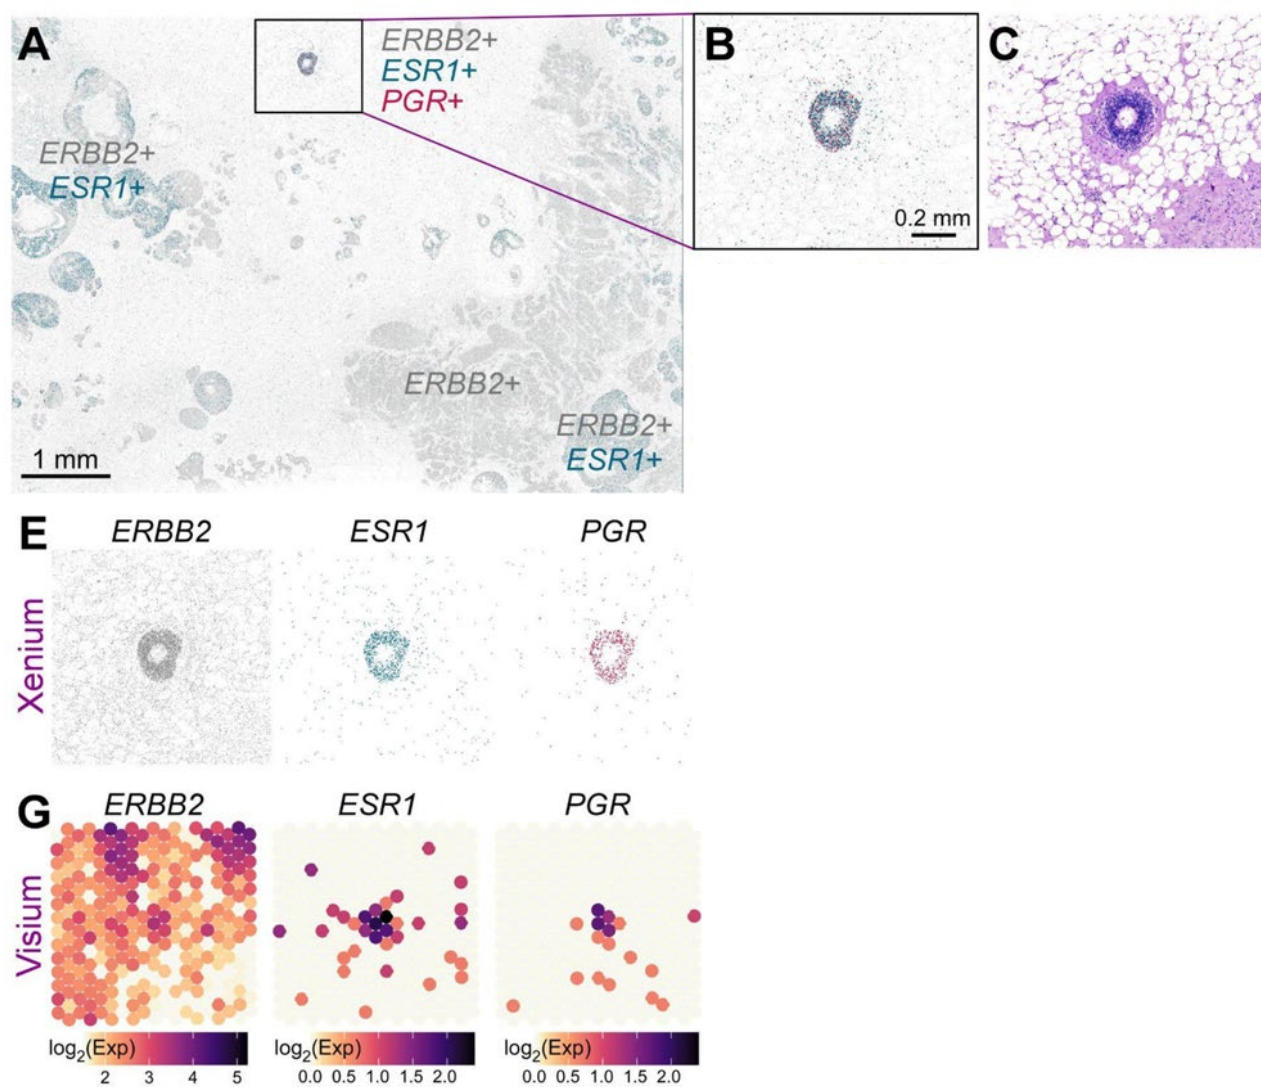 A
ERBB2+
ESR1+
PGR+
B
C
ERBB2+
ESR1+
0.2 mm
ERBB2+
ERBB2+
ESR1+
1 mm
E
ERBB2
ESR1
PGR
Xenium
G
ERBB2
ESR1
PGR
Visium
log2(Exp)
2 3 4 5
log2(Exp)
0.0 0.5 1.0 1.5 2.0
log2(Exp)
0.0 0.5 1.0 1.5 2.0